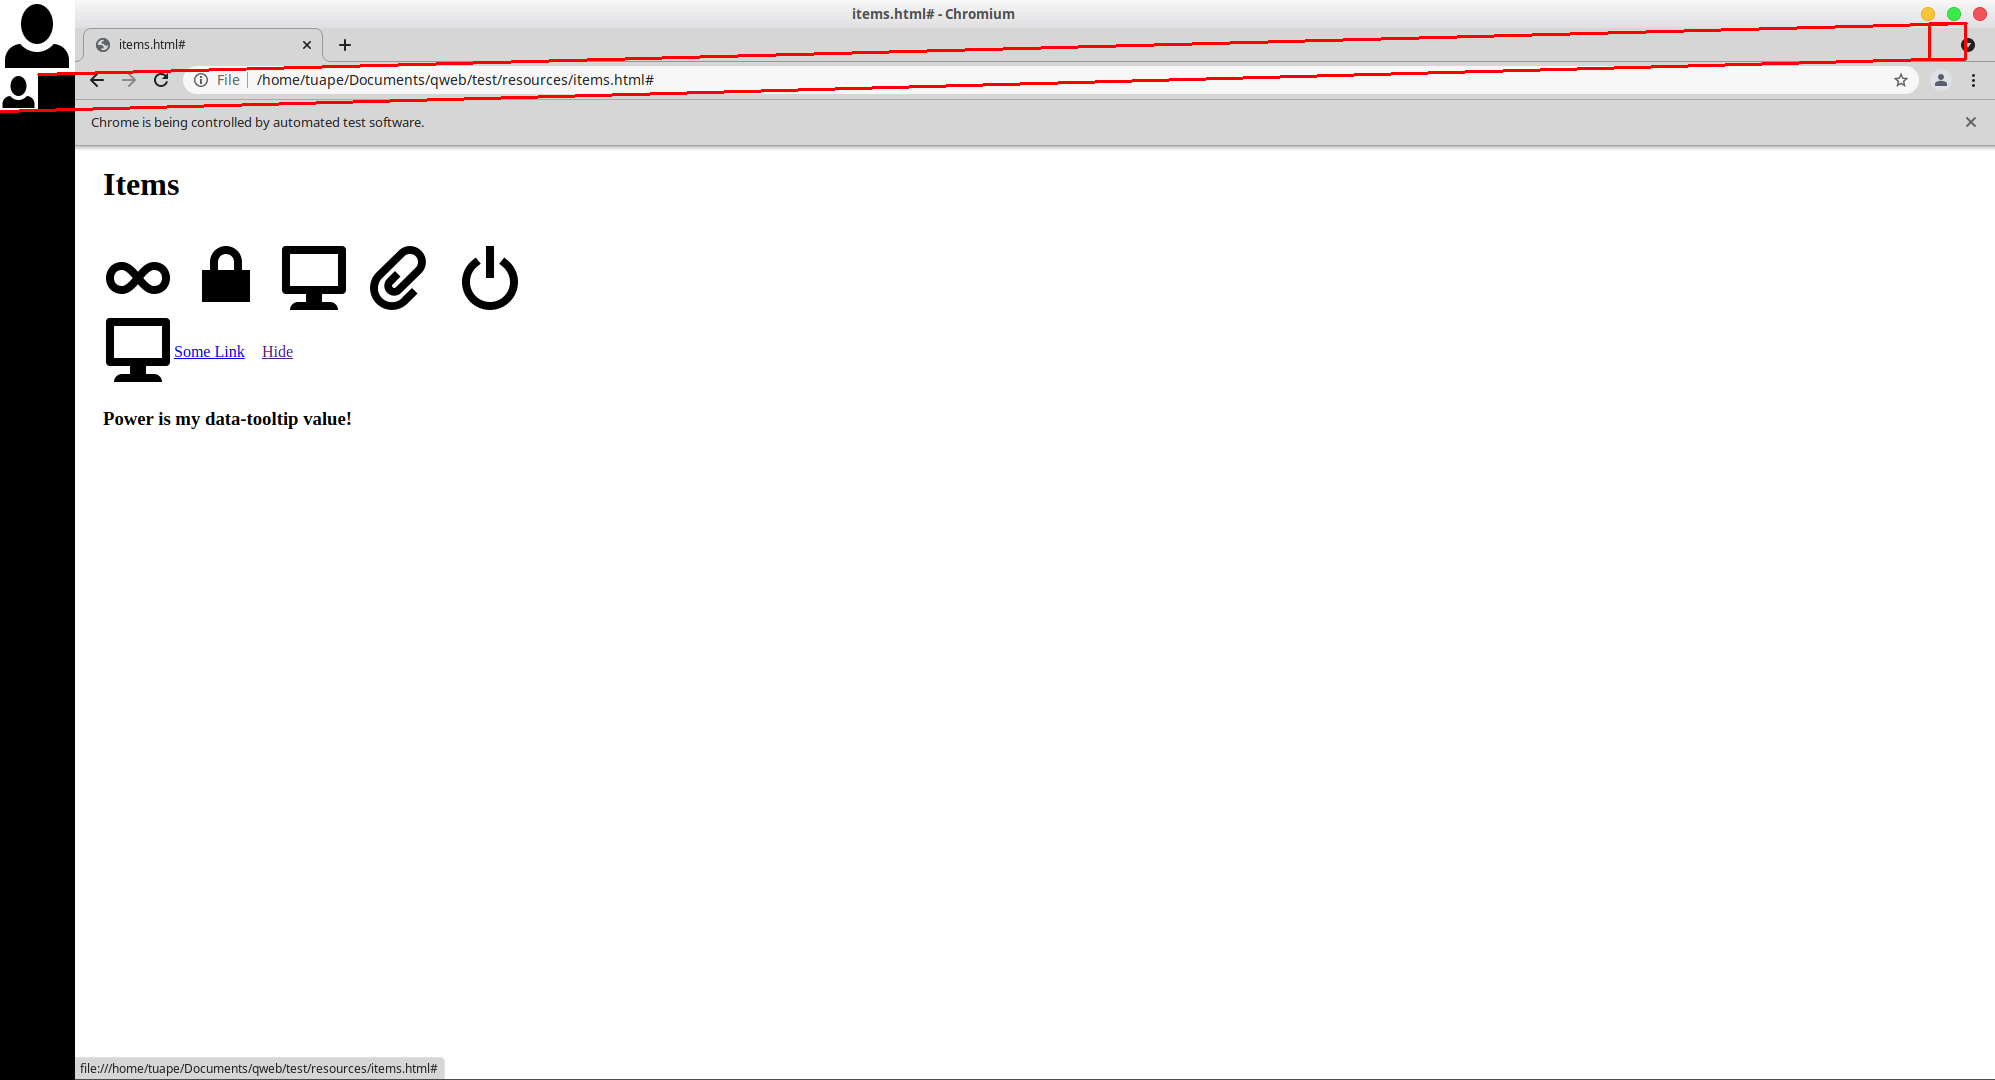 items.html# - Chromium
items.html#
File /home/tuape/Documents/qweb/test/resources/items.html#
Chrome is being controlled by automated test software.
Items
Some Link Hide
Power is my data-tooltip value!
file:///home/tuape/Documents/qweb/test/resources/items.html#